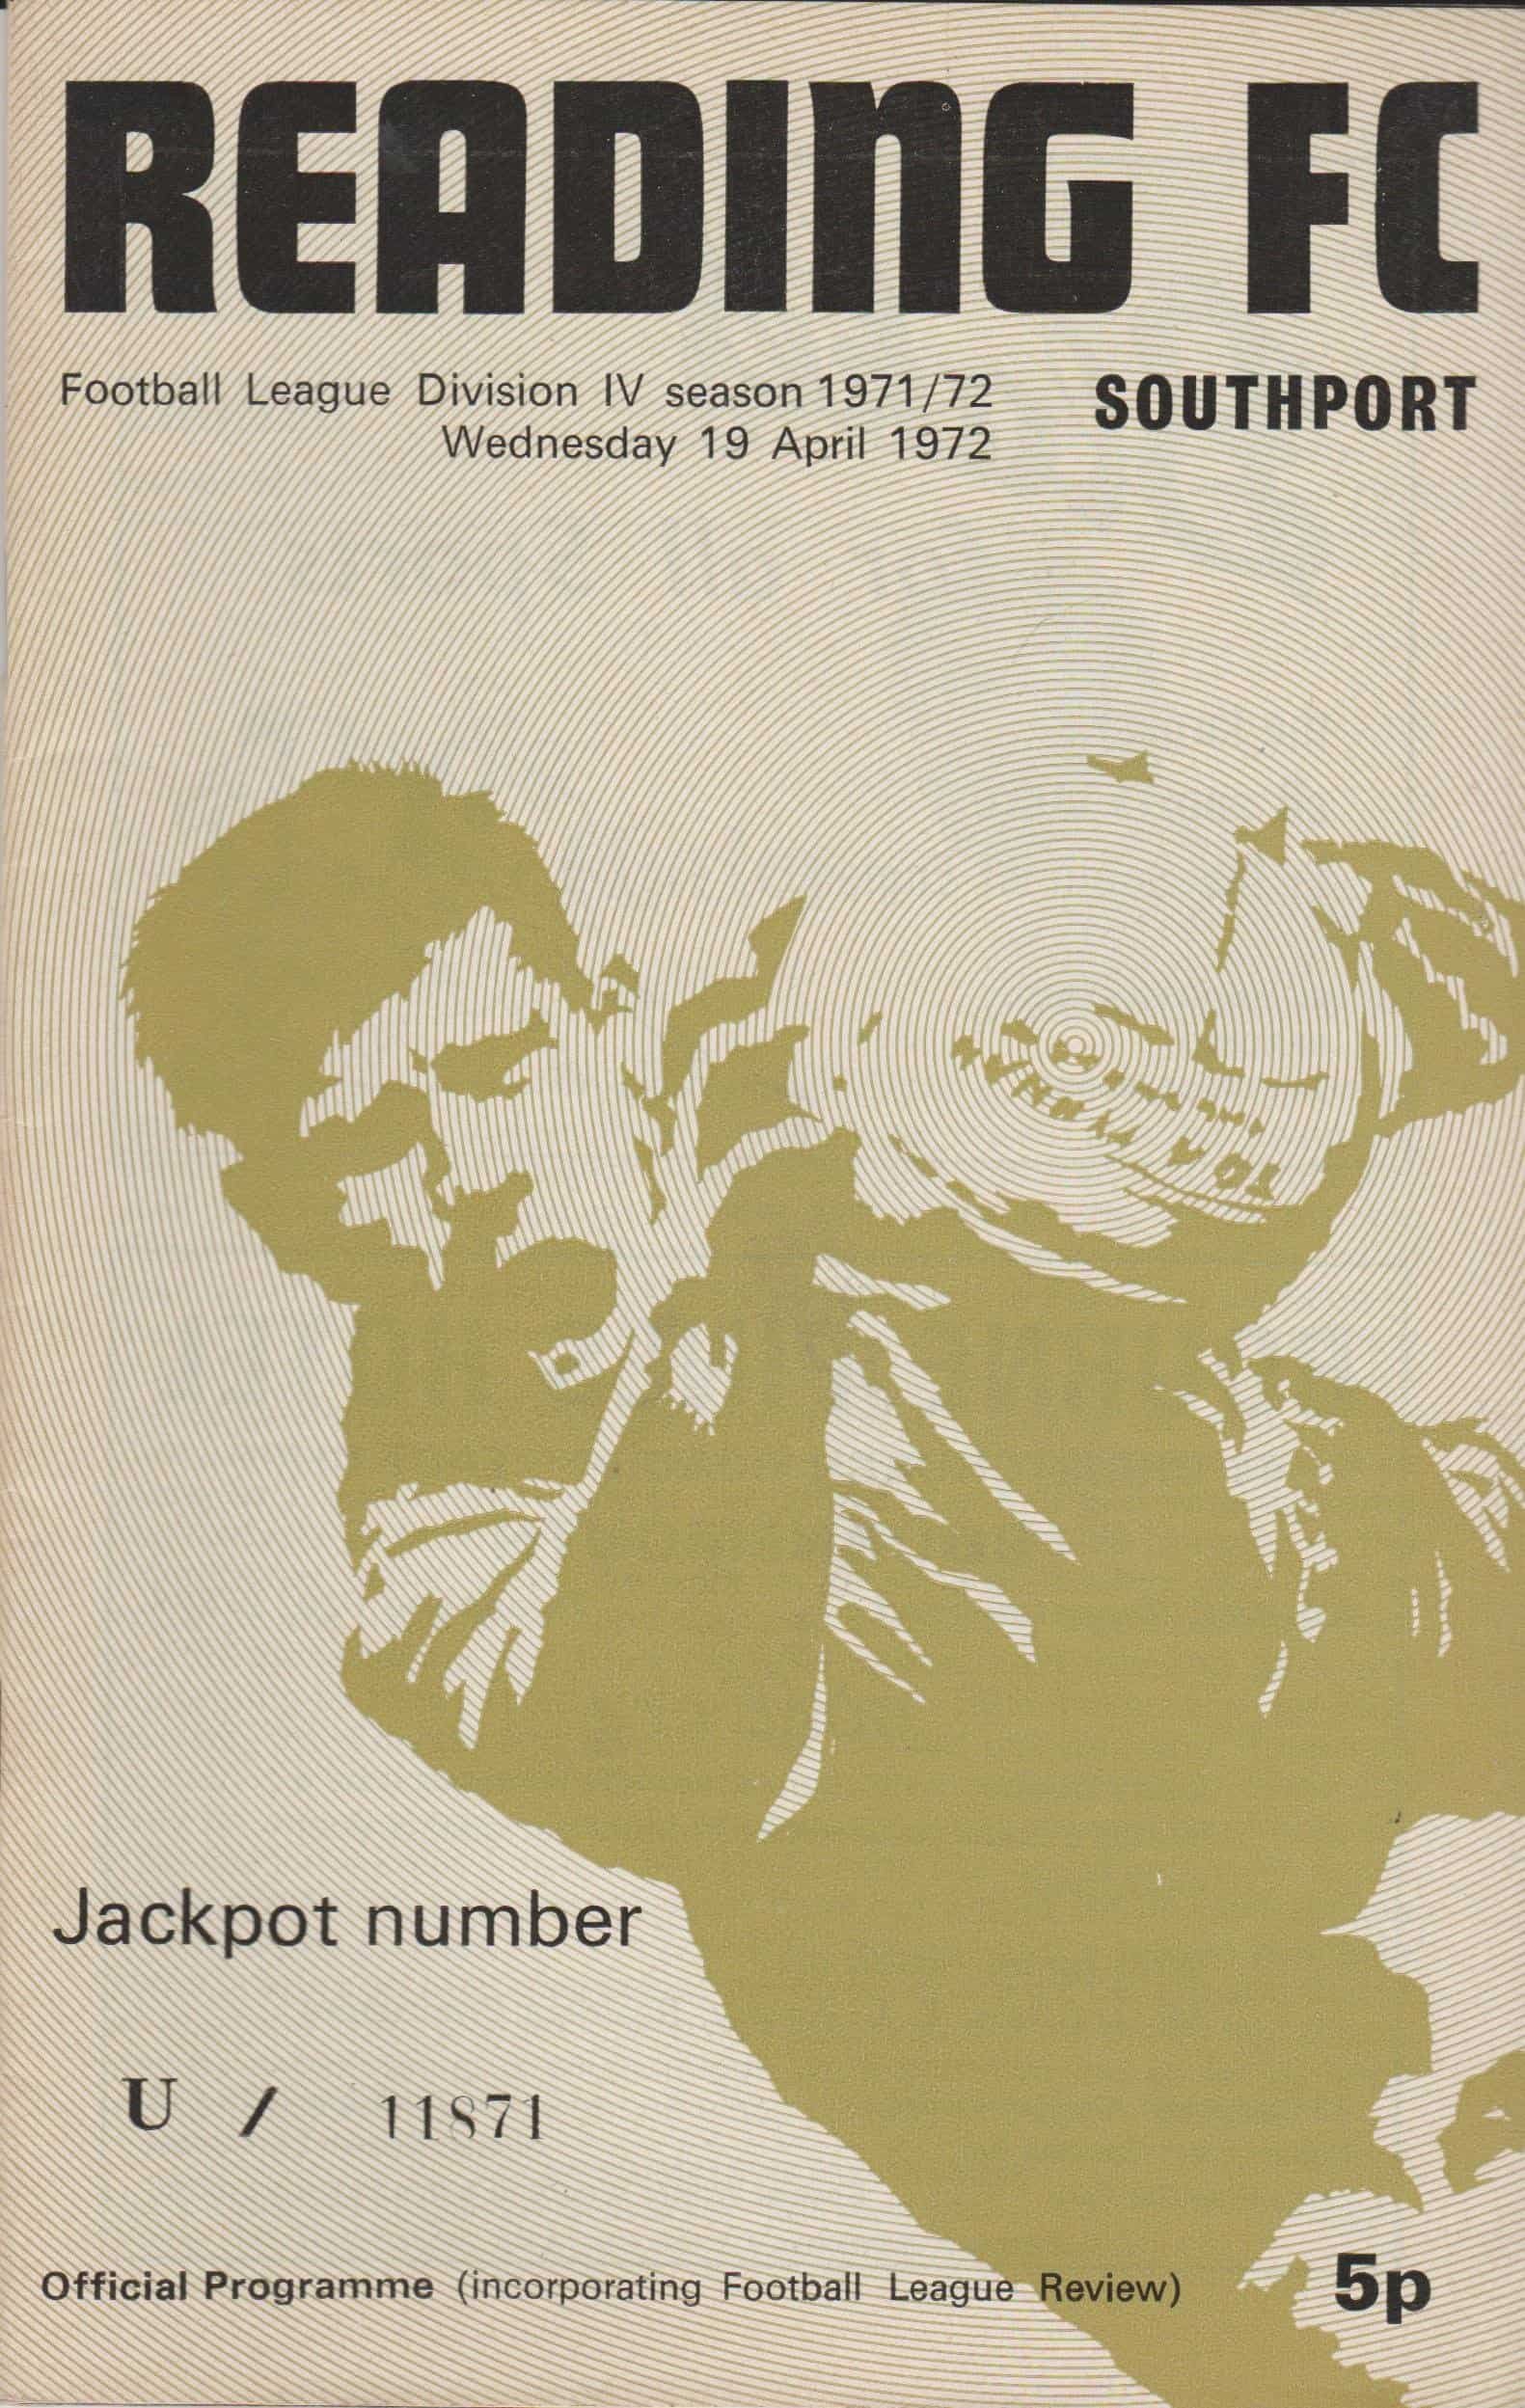 READING FC
Football League Division IV season 1971/72
Wednesday 19 April 1972
SOUTHPORT
Jackpot number
U / 11871
Official Programme (incorporating Football League Review)
5p